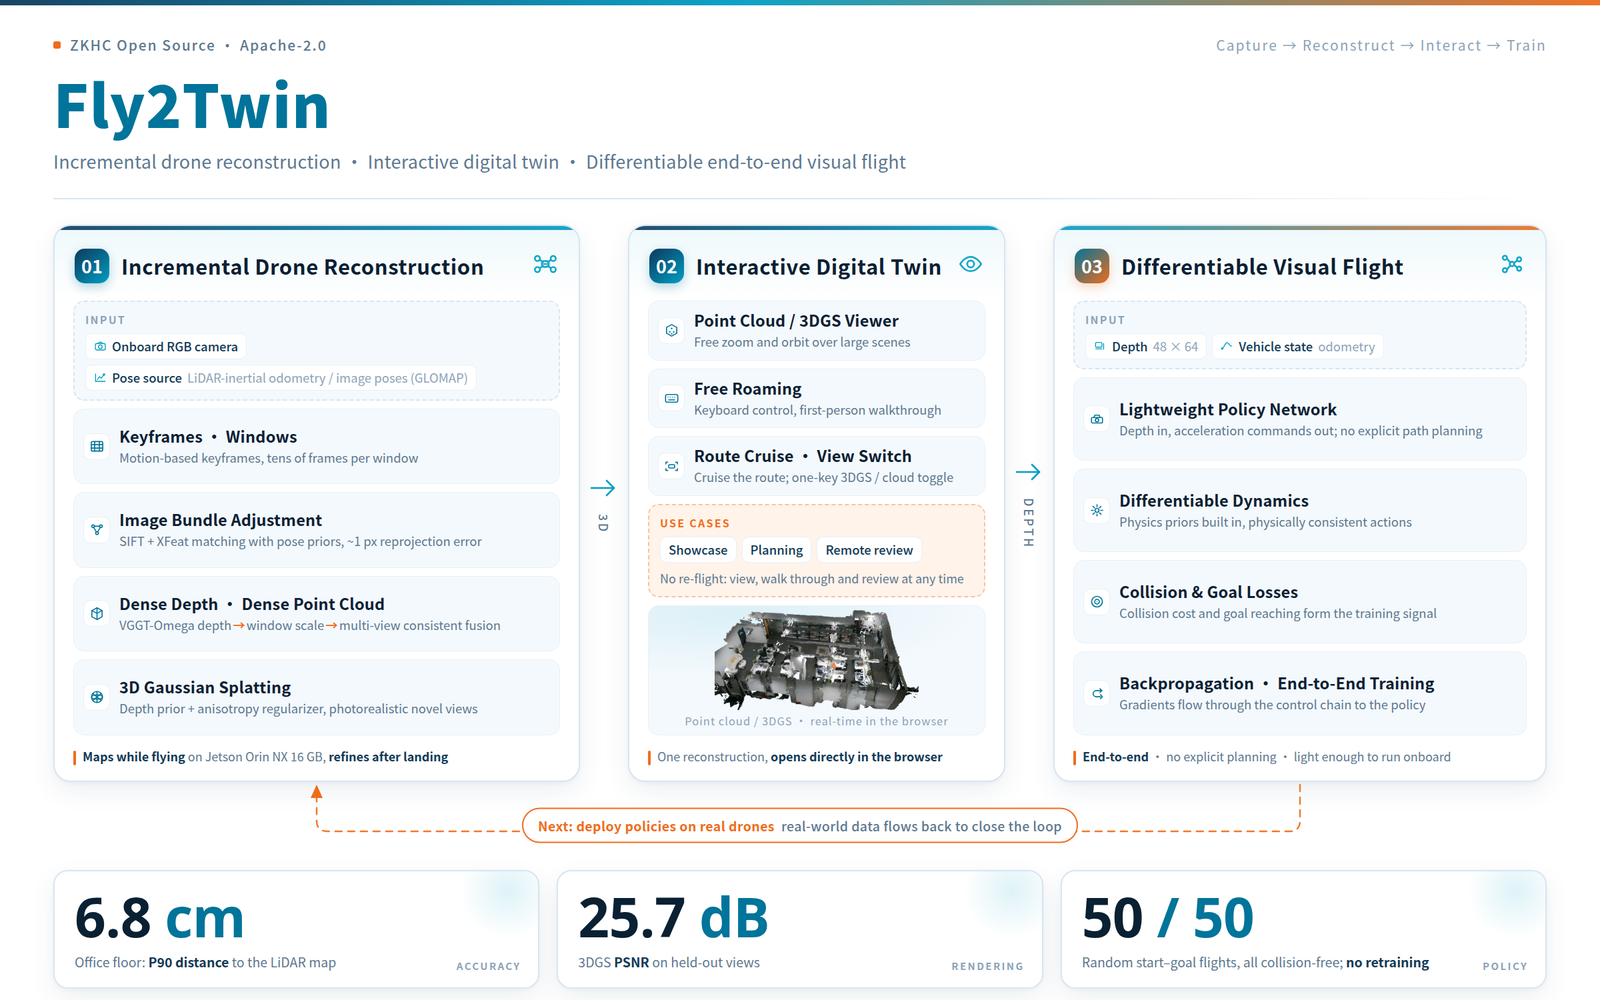 ZKHC Open Source • Apache-2.0
Capture → Reconstruct → Interact → Train
Fly2Twin
Incremental drone reconstruction • Interactive digital twin • Differentiable end-to-end visual flight
01 Incremental Drone Reconstruction
INPUT
Onboard RGB camera
Pose source LiDAR-inertial odometry / image poses (GLOMAP)
Keyframes • Windows
Motion-based keyframes, tens of frames per window
Image Bundle Adjustment
SIFT + XFeat matching with pose priors, ~1 px reprojection error
Dense Depth • Dense Point Cloud
VGGT-Omega depth→window scale→multi-view consistent fusion
3D Gaussian Splatting
Depth prior + anisotropy regularizer, photorealistic novel views
Maps while flying on Jetson Orin NX 16 GB, refines after landing
→
3D
02 Interactive Digital Twin
Point Cloud / 3DGS Viewer
Free zoom and orbit over large scenes
Free Roaming
Keyboard control, first-person walkthrough
Route Cruise • View Switch
Cruise the route; one-key 3DGS / cloud toggle
USE CASES
Showcase Planning Remote review
No re-flight: view, walk through and review at any time
Point cloud / 3DGS • real-time in the browser
One reconstruction, opens directly in the browser
→
DEPTH
03 Differentiable Visual Flight
INPUT
Depth 48 × 64 Vehicle state odometry
Lightweight Policy Network
Depth in, acceleration commands out; no explicit path planning
Differentiable Dynamics
Physics priors built in, physically consistent actions
Collision & Goal Losses
Collision cost and goal reaching form the training signal
Backpropagation • End-to-End Training
Gradients flow through the control chain to the policy
End-to-end • no explicit planning • light enough to run onboard
Next: deploy policies on real drones real-world data flows back to close the loop
6.8 cm
Office floor: P90 distance to the LiDAR map
ACCURACY
25.7 dB
3DGS PSNR on held-out views
RENDERING
50 / 50
Random start–goal flights, all collision-free; no retraining
POLICY